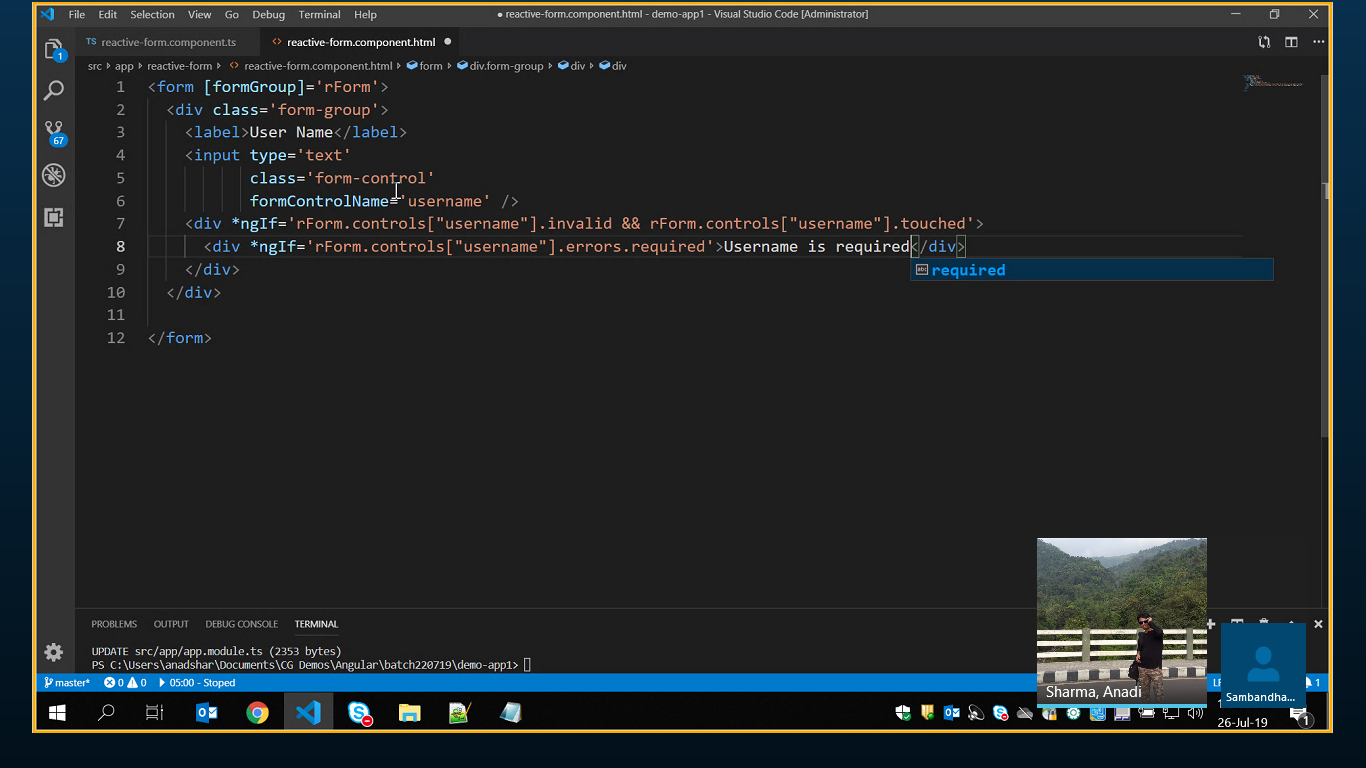 File Edit Selection View Go Debug Terminal Help ● reactive-form.component.html - demo-app1 - Visual Studio Code [Administrator]
TS reactive-form.component.ts <> reactive-form.component.html ●
src > app > reactive-form > <> reactive-form.component.html > form > div.form-group > div > div
1 <form [formGroup]='rForm'>
2 <div class='form-group'>
3 <label>User Name</label>
4 <input type='text'
5 class='form-control'
6 formControlName='username' />
7 <div *ngIf='rForm.controls["username"].invalid && rForm.controls["username"].touched'>
8 <div *ngIf='rForm.controls["username"].errors.required'>Username is required</div>
required
9 </div>
10 </div>
11
12 </form>
1
67
PROBLEMS OUTPUT DEBUG CONSOLE TERMINAL
UPDATE src/app/app.module.ts (2353 bytes)
PS C:\Users\anadshar\Documents\CG Demos\Angular\batch220719\demo-app1>
master* 0 0 05:00 - Stoped 1
Sharma, Anadi
Sambandha...
26-Jul-19 1